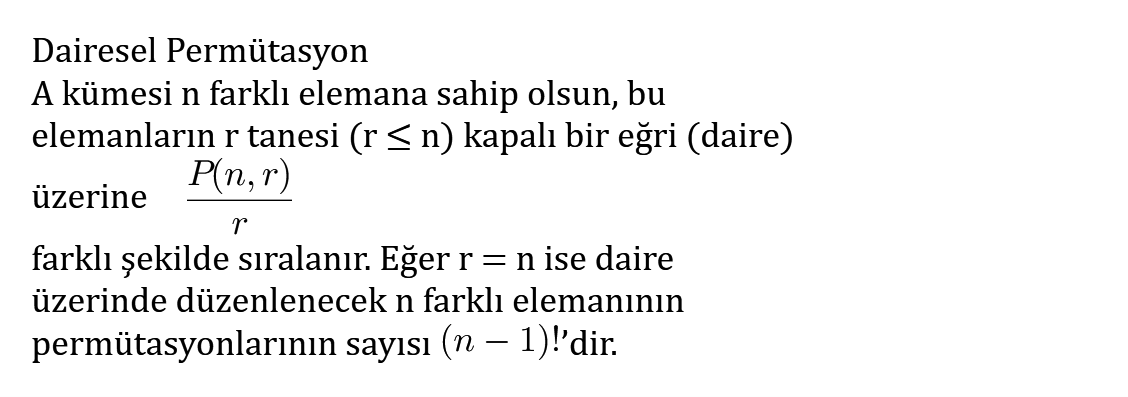 Dairesel Permütasyon
A kümesi n farklı elemana sahip olsun, bu
elemanların r tanesi (r ≤ n) kapalı bir eğri (daire)
üzerine P(n, r) / r
farklı şekilde sıralanır. Eğer r = n ise daire
üzerinde düzenlenecek n farklı elemanının
permütasyonlarının sayısı (n − 1)!’dir.